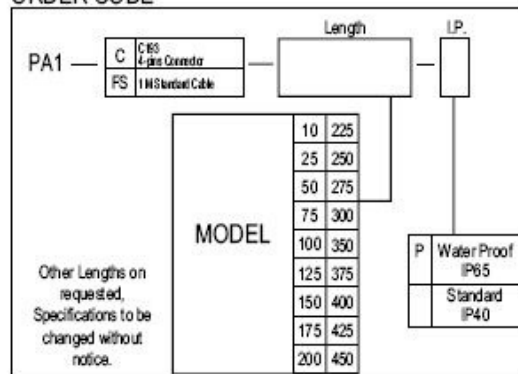 ORDER CODE
Length
I.P.
PA1
C
C193
4-pins Connector
FS
1 M Standard Cable
MODEL
10 225
25 250
50 275
75 300
100 350
125 375
150 400
175 425
200 450
P Water Proof
IP65
Standard
IP40
Other Lengths on
requested,
Specifications to be
changed without
notice.